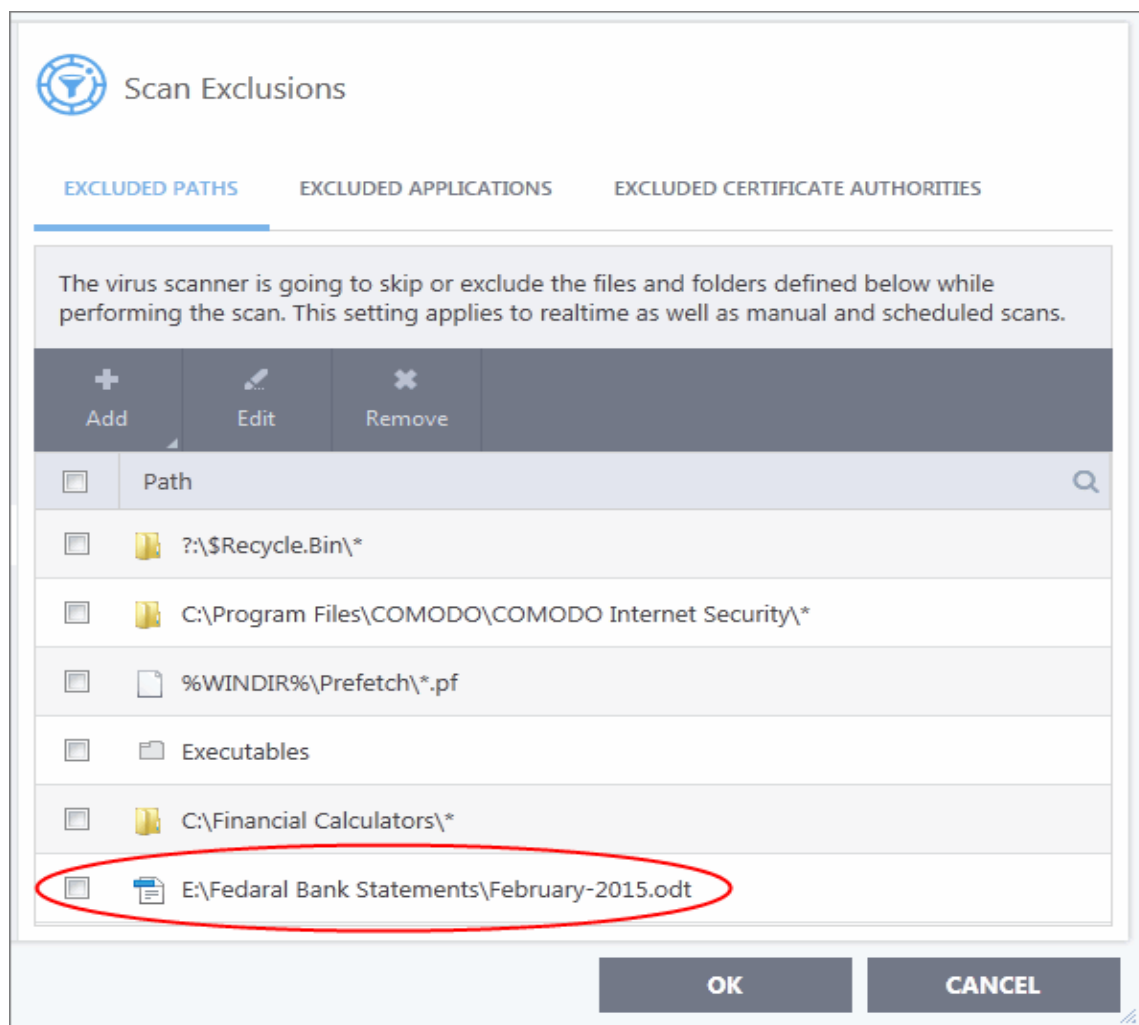 Scan Exclusions
EXCLUDED PATHS EXCLUDED APPLICATIONS EXCLUDED CERTIFICATE AUTHORITIES
The virus scanner is going to skip or exclude the files and folders defined below while
performing the scan. This setting applies to realtime as well as manual and scheduled scans.
Add Edit Remove
Path
?:\$Recycle.Bin\*
C:\Program Files\COMODO\COMODO Internet Security\*
%WINDIR%\Prefetch\*.pf
Executables
C:\Financial Calculators\*
E:\Fedaral Bank Statements\February-2015.odt
OK CANCEL